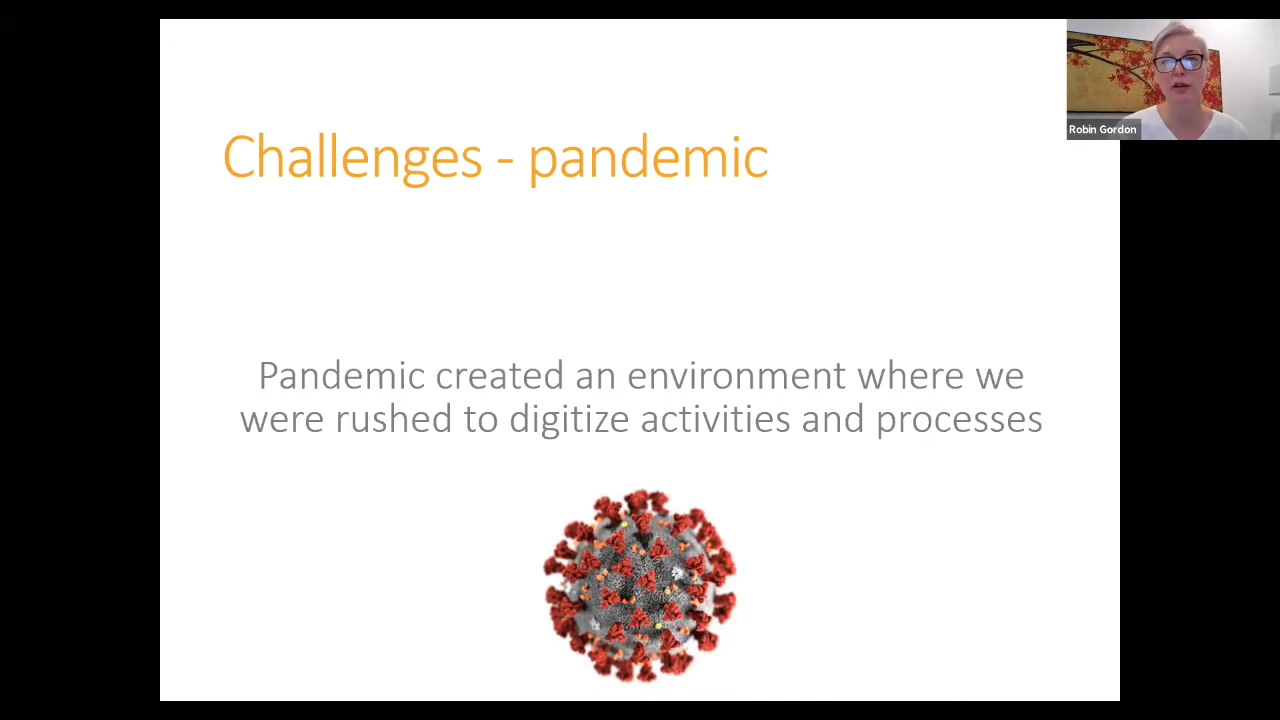 Challenges - pandemic
Pandemic created an environment where we
were rushed to digitize activities and processes
Robin Gordon